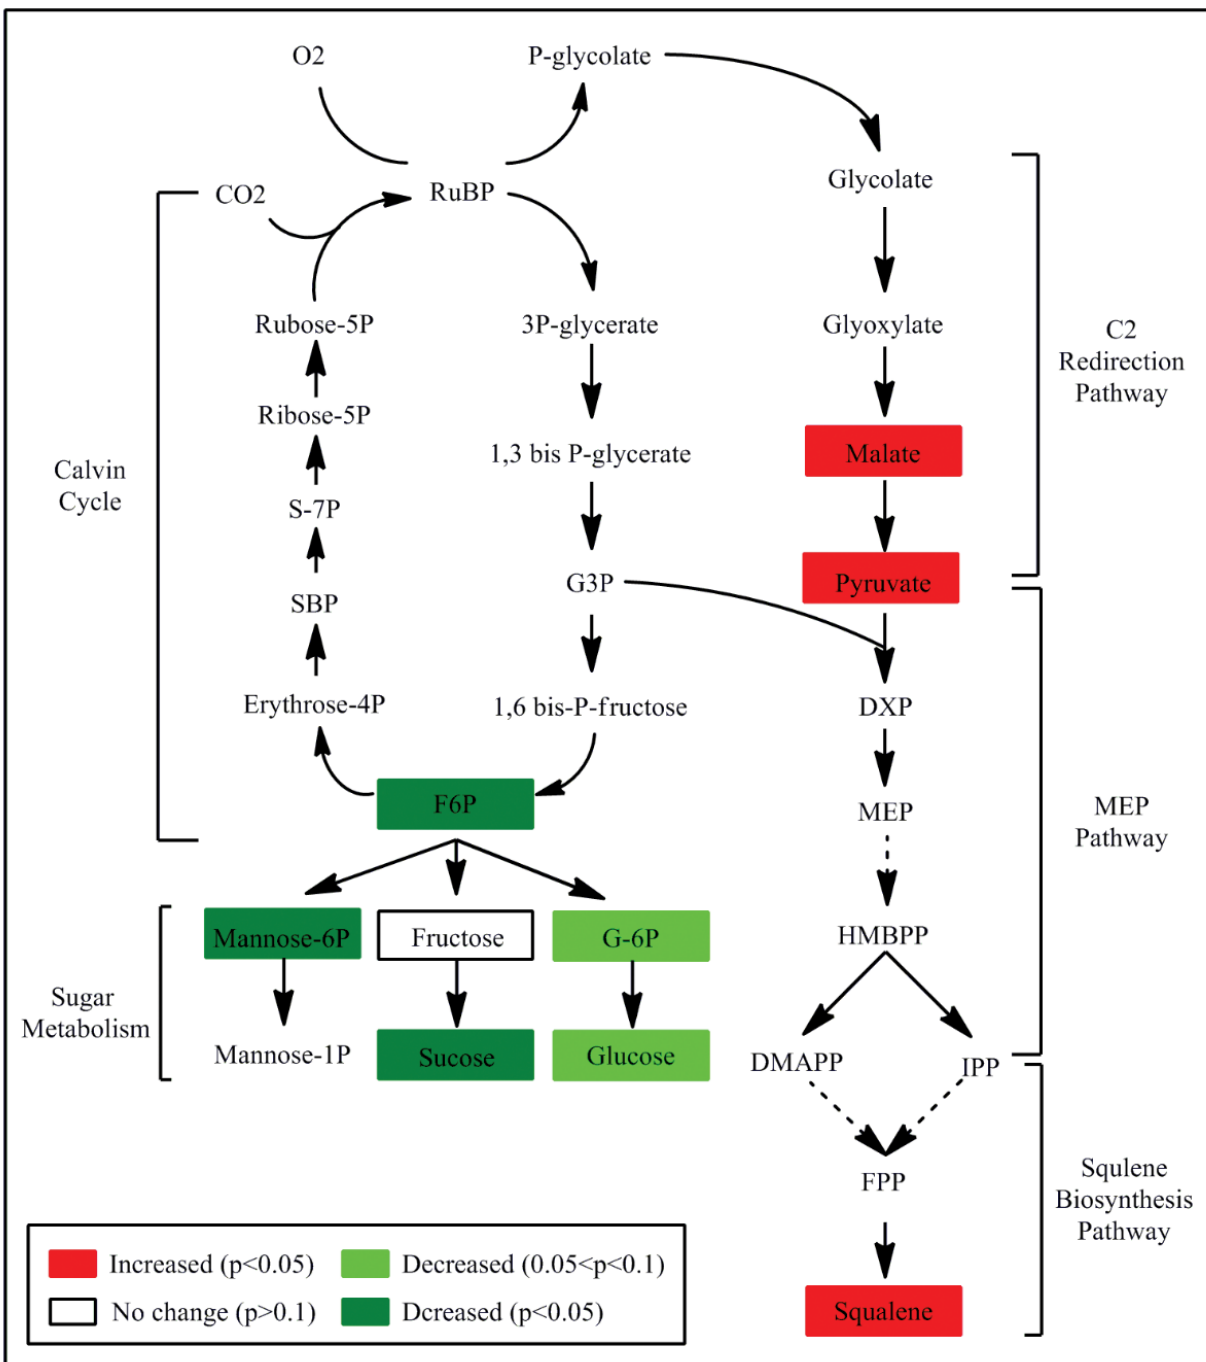 O2
P-glycolate
CO2
RuBP
Glycolate
Rubose-5P
3P-glycerate
Glyoxylate
C2
Redirection
Pathway
Ribose-5P
1,3 bis P-glycerate
Malate
Calvin
Cycle
S-7P
SBP
G3P
Pyruvate
Erythrose-4P
1,6 bis-P-fructose
DXP
F6P
MEP
MEP
Pathway
Mannose-6P
Fructose
G-6P
HMBPP
Sugar
Metabolism
Mannose-1P
Sucose
Glucose
DMAPP
IPP
FPP
Squlene
Biosynthesis
Pathway
Increased (p<0.05)
Decreased (0.05<p<0.1)
No change (p>0.1)
Dcreased (p<0.05)
Squalene